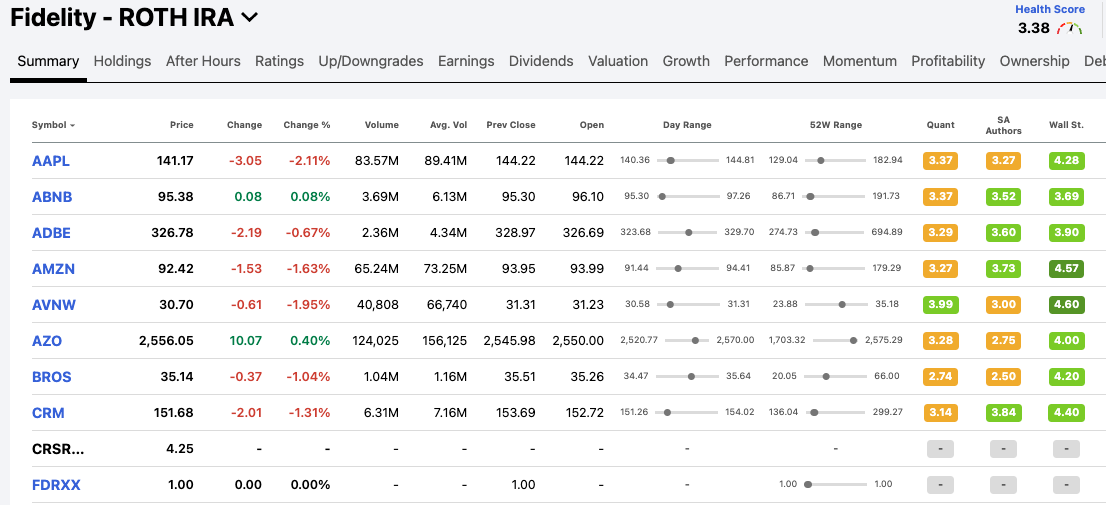 Fidelity - ROTH IRA
Health Score
3.38
Summary Holdings After Hours Ratings Up/Downgrades Earnings Dividends Valuation Growth Performance Momentum Profitability Ownership Deb
Symbol Price Change Change % Volume Avg. Vol Prev Close Open Day Range 52W Range Quant SA Authors Wall St.
AAPL 141.17 -3.05 -2.11% 83.57M 89.41M 144.22 144.22 140.36 144.81 129.04 182.94 3.37 3.27 4.28
ABNB 95.38 0.08 0.08% 3.69M 6.13M 95.30 96.10 95.30 97.26 86.71 191.73 3.37 3.52 3.69
ADBE 326.78 -2.19 -0.67% 2.36M 4.34M 328.97 326.69 323.68 329.70 274.73 694.89 3.29 3.60 3.90
AMZN 92.42 -1.53 -1.63% 65.24M 73.25M 93.95 93.99 91.44 94.41 85.87 179.29 3.27 3.73 4.57
AVNW 30.70 -0.61 -1.95% 40,808 66,740 31.31 31.23 30.58 31.31 23.88 35.18 3.99 3.00 4.60
AZO 2,556.05 10.07 0.40% 124,025 156,125 2,545.98 2,550.00 2,520.77 2,570.00 1,703.32 2,575.29 3.28 2.75 4.00
BROS 35.14 -0.37 -1.04% 1.04M 1.16M 35.51 35.26 34.47 35.64 20.05 66.00 2.74 2.50 4.20
CRM 151.68 -2.01 -1.31% 6.31M 7.16M 153.69 152.72 151.26 154.02 136.04 299.27 3.14 3.84 4.40
CRSR... 4.25 - - - - - - - - - - -
FDRXX 1.00 0.00 0.00% - - 1.00 - - 1.00 1.00 - - -